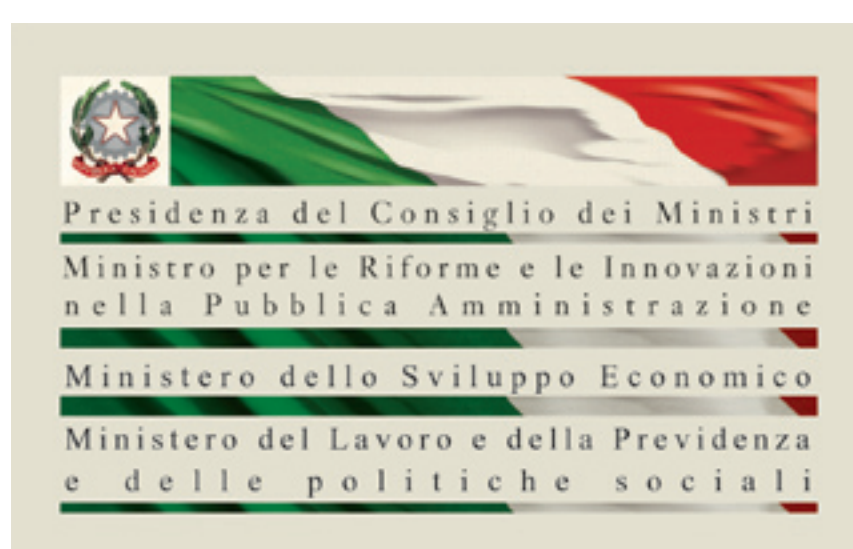 Presidenza del Consiglio dei Ministri
Ministro per le Riforme e le Innovazioni
nella Pubblica Amministrazione
Ministero dello Sviluppo Economico
Ministero del Lavoro e della Previdenza
e delle politiche sociali